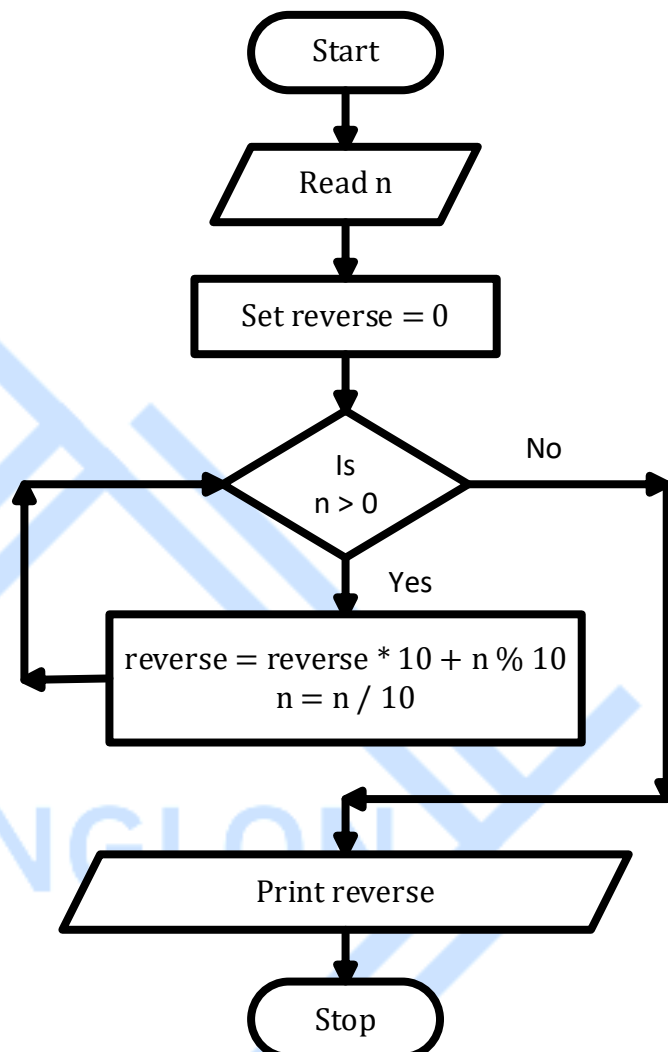 Start
Read n
Set reverse = 0
Is
n > 0
No
Yes
reverse = reverse * 10 + n % 10
n = n / 10
Print reverse
Stop